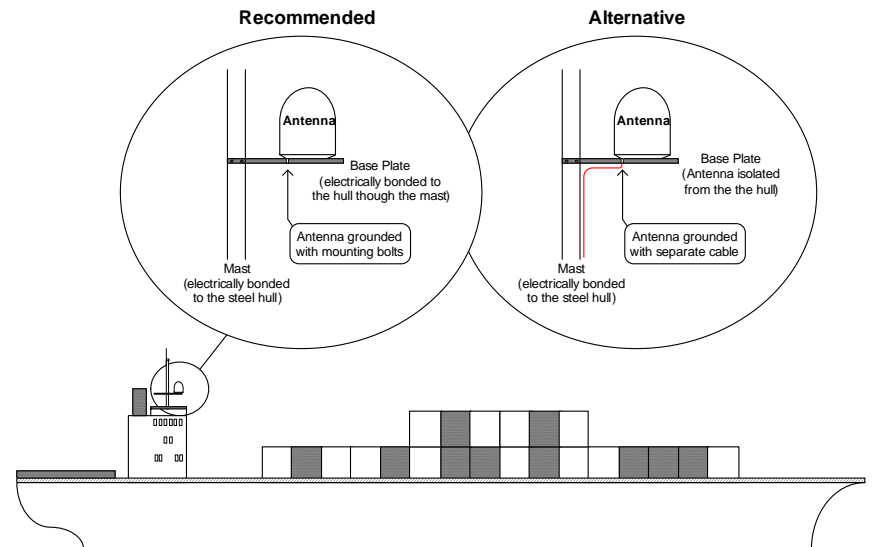 Recommended
Antenna
Base Plate
(electrically bonded to
the hull though the mast)
Antenna grounded
with mounting bolts
Mast
(electrically bonded
to the steel hull)
Alternative
Antenna
Base Plate
(Antenna isolated
from the the hull)
Antenna grounded
with separate cable
Mast
(electrically bonded
to the steel hull)